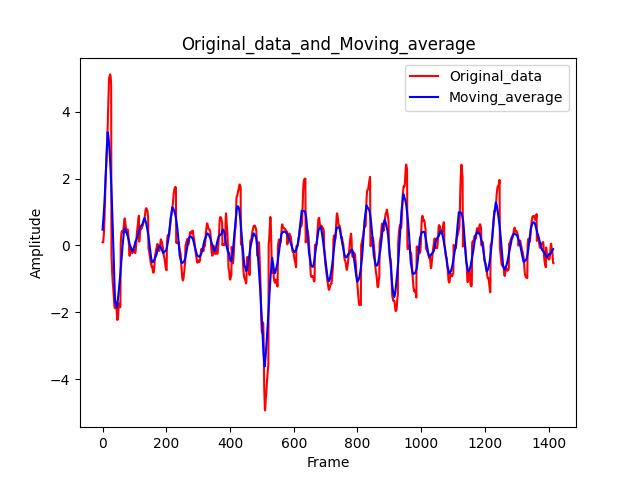 Original_data_and_Moving_average
Original_data
Moving_average
Amplitude
4
2
0
−2
−4
0 200 400 600 800 1000 1200 1400
Frame